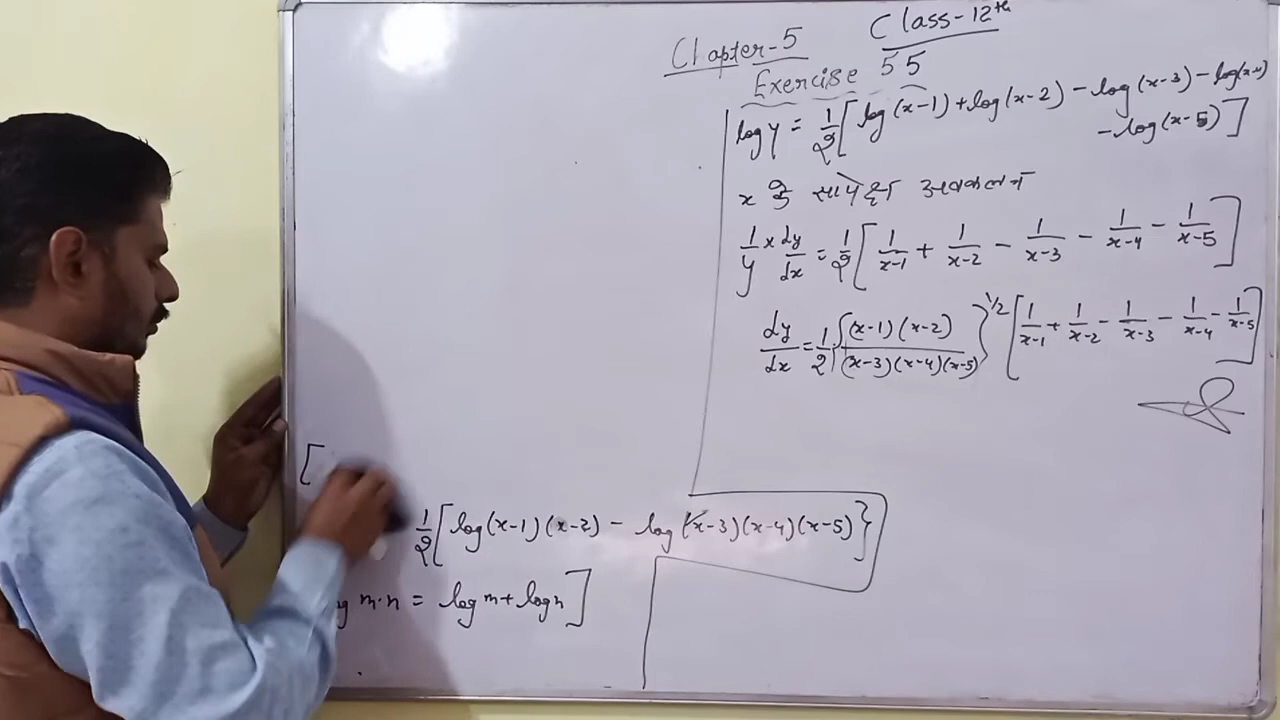 Chapter-5 Class-12th
Exercise 5 5
log y = 1/2 [ log (x-1) + log (x-2) - log (x-3) - log (x-4)
- log (x-5) ]
x के सापेक्ष अवकलन
1/y × dy/dx = 1/2 [ 1/(x-1) + 1/(x-2) - 1/(x-3) - 1/(x-4) - 1/(x-5) ]
dy/dx = 1/2 { (x-1)(x-2) / (x-3)(x-4)(x-5) }^1/2 [ 1/(x-1) + 1/(x-2) - 1/(x-3) - 1/(x-4) - 1/(x-5) ]
[
1/2 [ log(x-1)(x-2) - log(x-3)(x-4)(x-5) }
m·n = log m + log n ]